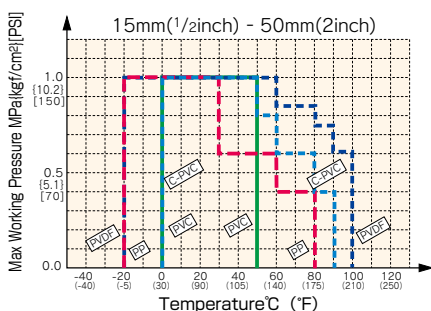 15mm(1/2inch) - 50mm(2inch)
Max Working Pressure MPa{kgf/cm²}[PSI]
1.0
{10.2}
[150]
0.5
{5.1}
[70]
0.0
C-PVC
C-PVC
PVDF
PP
PVC
PVC
PP
PVDF
-40 -20 0 20 40 60 80 100 120
(-40) (-5) (30) (90) (105) (140) (175) (210) (250)
Temperature℃ (°F)